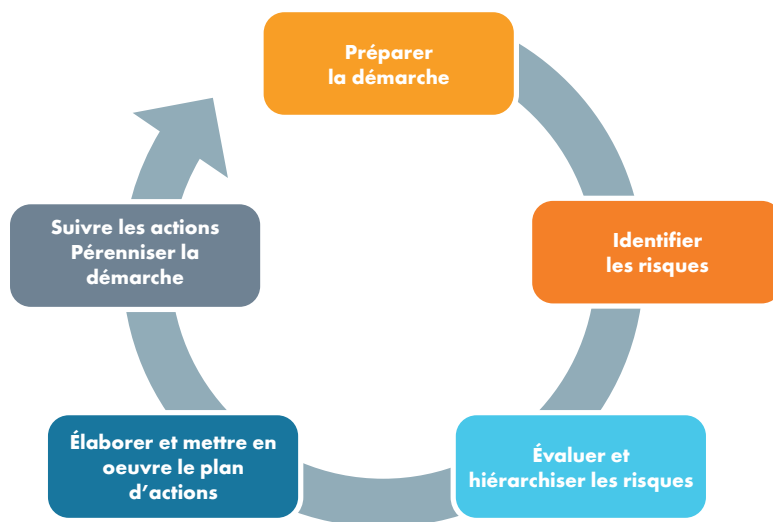 Préparer
la démarche
Identifier
les risques
Évaluer et
hiérarchiser les risques
Élaborer et mettre en
oeuvre le plan
d’actions
Suivre les actions
Pérenniser la
démarche